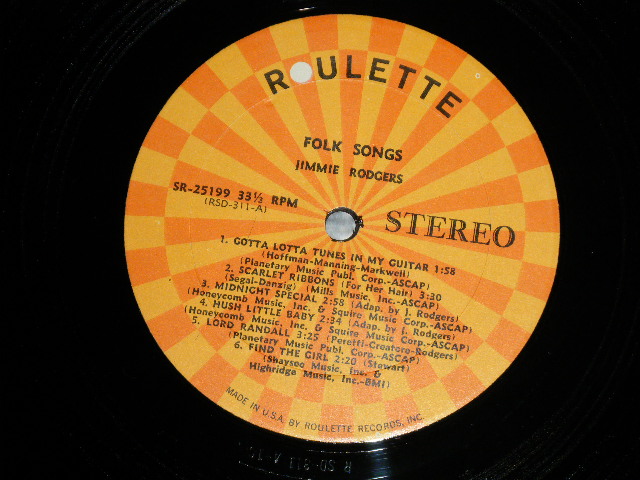 ROULETTE
FOLK SONGS
JIMMIE RODGERS
SR-25199 33⅓ RPM
(RSD-311-A)
STEREO
1. GOTTA LOTTA TUNES IN MY GUITAR 1:58
(Hoffman-Manning-Markwell)
(Planetary Music Publ. Corp.-ASCAP)
2. SCARLET RIBBONS (For Her Hair) 3:30
(Segal-Danzig) (Mills Music, Inc.-ASCAP)
3. MIDNIGHT SPECIAL 2:58 (Adap. by J. Rodgers)
(Honeycomb Music, Inc. & Squire Music Corp.-ASCAP)
4. HUSH LITTLE BABY 2:34 (Adap. by J. Rodgers)
(Honeycomb Music, Inc. & Squire Music Corp.-ASCAP)
5. LORD RANDALL 3:25 (Peretti-Creatore-Rodgers)
(Planetary Music Publ. Corp.-ASCAP)
6. FIND THE GIRL 2:20 (Stewart)
(Shaysoo Music, Inc. &
Highridge Music, Inc.-BMI)
MADE IN U.S.A. BY ROULETTE RECORDS, INC.